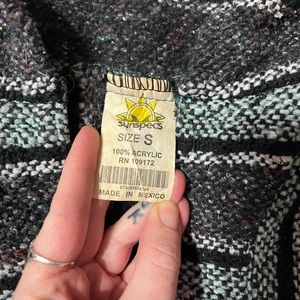 sunspecs
SIZE S
100% ACRYLIC
RN 109172
MADE IN MEXICO